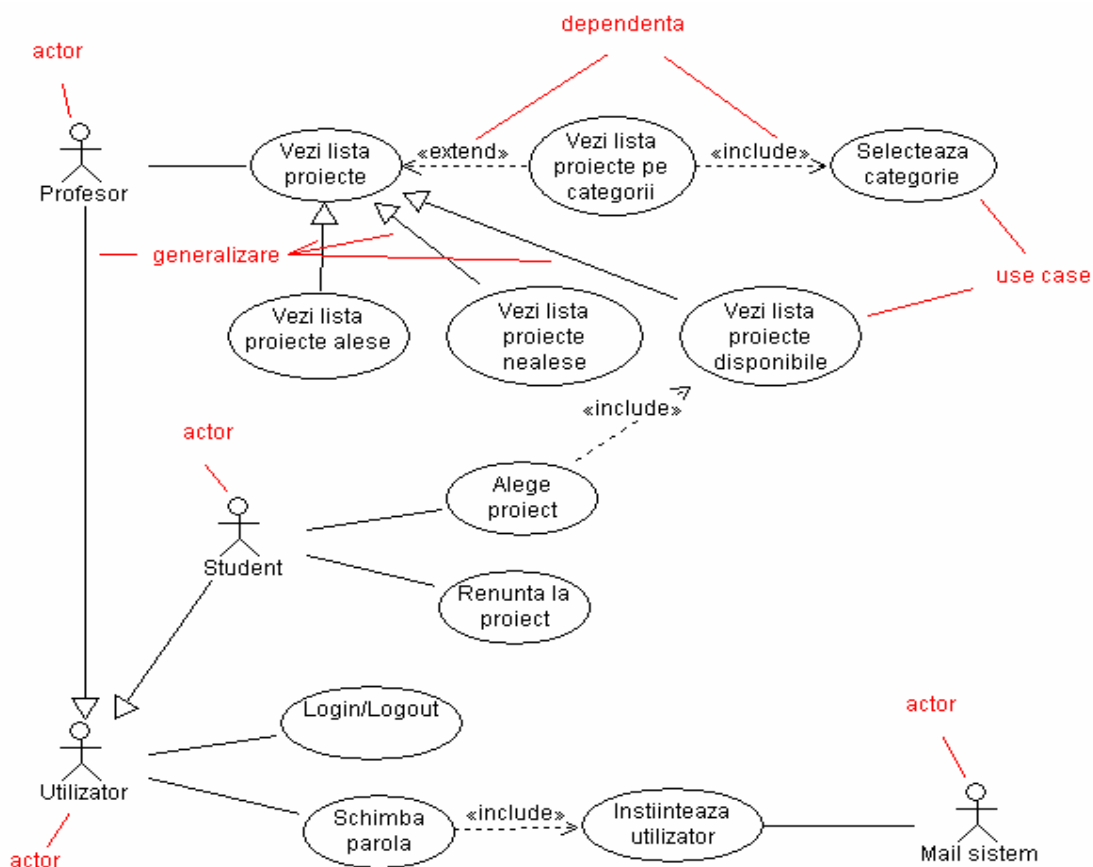 dependenta
actor
Vezi lista
proiecte
«extend»
Vezi lista
proiecte pe
categorii
«include»
Selecteaza
categorie
Profesor
generalizare
use case
Vezi lista
proiecte alese
Vezi lista
proiecte
nealese
Vezi lista
proiecte
disponibile
«include»
actor
Alege
proiect
Student
Renunta la
proiect
Login/Logout
actor
Utilizator
Schimba
parola
«include»
Instiinteaza
utilizator
Mail sistem
actor